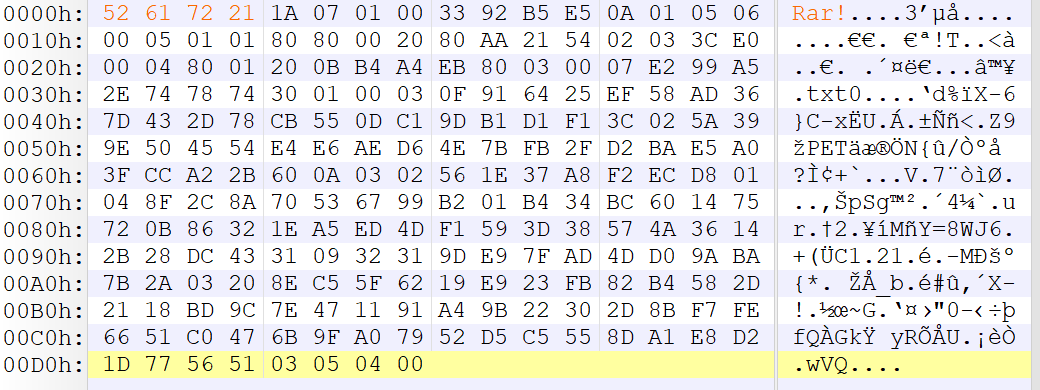 0000h: 52 61 72 21 1A 07 01 00 33 92 B5 E5 0A 01 05 06 Rar!....3’µå....
0010h: 00 05 01 01 80 80 00 20 80 AA 21 54 02 03 3C E0 ....€€. €ª!T..<à
0020h: 00 04 80 01 20 0B B4 A4 EB 80 03 00 07 E2 99 A5 ..€. .´¤ë€...â™¥
0030h: 2E 74 78 74 30 01 00 03 0F 91 64 25 EF 58 AD 36 .txt0....‘d%ïX-6
0040h: 7D 43 2D 78 CB 55 0D C1 9D B1 D1 F1 3C 02 5A 39 }C-xËU.Á.±Ññ<.Z9
0050h: 9E 50 45 54 E4 E6 AE D6 4E 7B FB 2F D2 BA E5 A0 žPETäæ®ÖN{û/Òºå
0060h: 3F CC A2 2B 60 0A 03 02 56 1E 37 A8 F2 EC D8 01 ?Ì¢+`...V.7¨òìØ.
0070h: 04 8F 2C 8A 70 53 67 99 B2 01 B4 34 BC 60 14 75 ..,ŠpSg™².´4¼`.u
0080h: 72 0B 86 32 1E A5 ED 4D F1 59 3D 38 57 4A 36 14 r.†2.¥íMñY=8WJ6.
0090h: 2B 28 DC 43 31 09 32 31 9D E9 7F AD 4D D0 9A BA +(ÜC1.21.é.-MÐšº
00A0h: 7B 2A 03 20 8E C5 5F 62 19 E9 23 FB 82 B4 58 2D {*. ŽÅ_b.é#û‚´X-
00B0h: 21 18 BD 9C 7E 47 11 91 A4 9B 22 30 2D 8B F7 FE !.½œ~G.‘¤›"0-‹÷þ
00C0h: 66 51 C0 47 6B 9F A0 79 52 D5 C5 55 8D A1 E8 D2 fQÀGkŸ yRÕÅU.¡èÒ
00D0h: 1D 77 56 51 03 05 04 00 .wVQ....